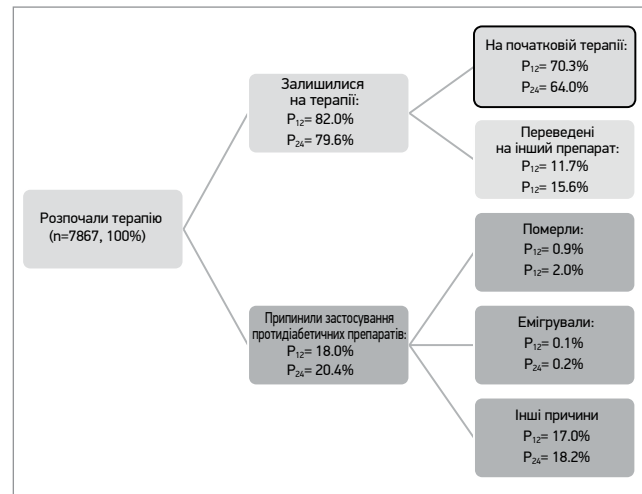 Розпочали терапію
(n=7867, 100%)
Залишилися
на терапії:
P₁₂= 82.0%
P₂₄= 79.6%
На початковій терапії:
P₁₂= 70.3%
P₂₄= 64.0%
Переведені
на інший препарат:
P₁₂= 11.7%
P₁₂= 15.6%
Припинили застосування
протидіабетичних препаратів:
P₁₂= 18.0%
P₂₄= 20.4%
Померли:
P₁₂= 0.9%
P₁₂= 2.0%
Емігрували:
P₁₂= 0.1%
P₂₄= 0.2%
Інші причини
P₁₂= 17.0%
P₂₄= 18.2%